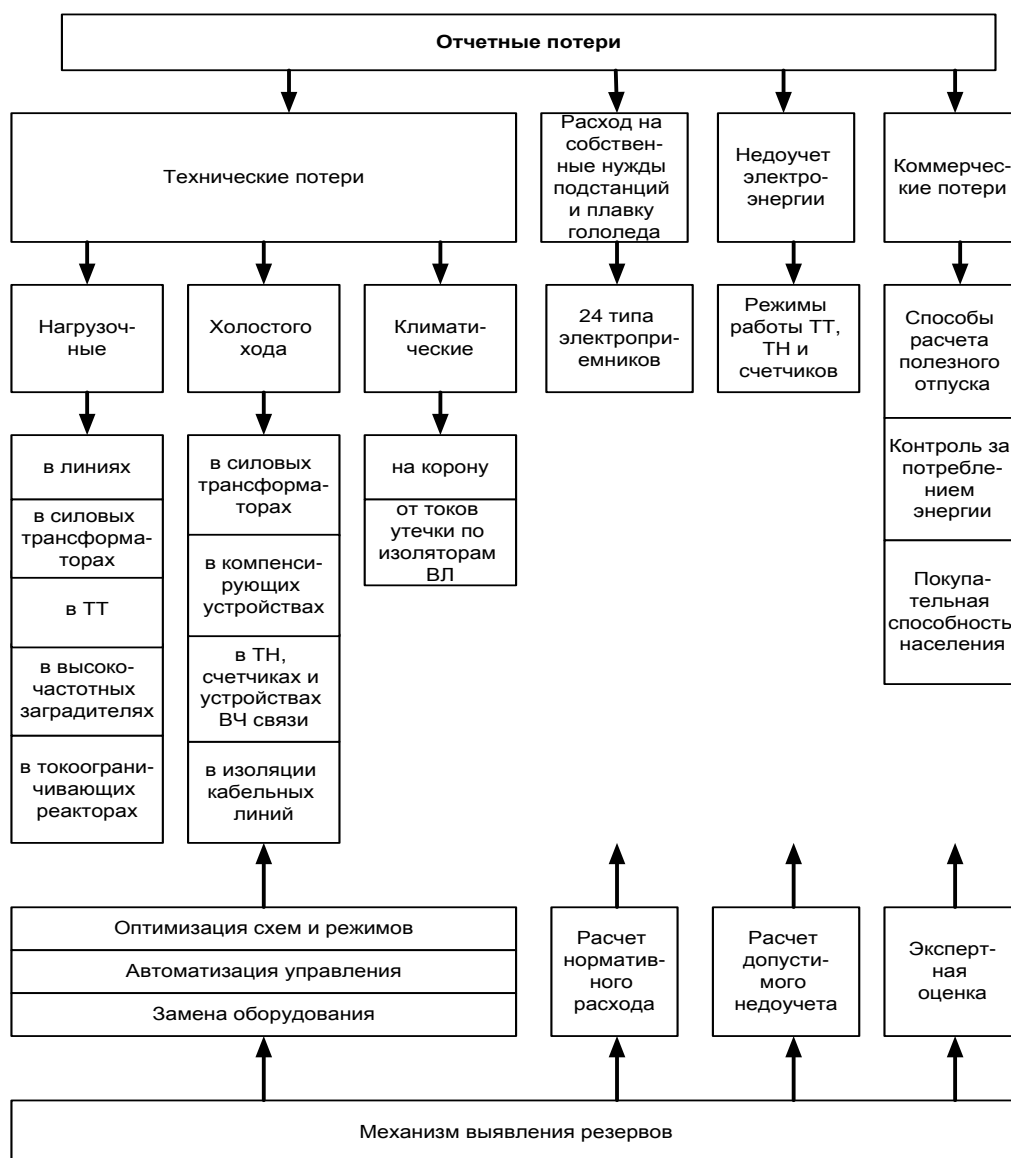 Отчетные потери
Технические потери
Расход на
собствен-
ные нужды
подстанций
и плавку
гололеда
Недоучет
электро-
энергии
Коммерчес-
кие потери
Нагрузоч-
ные
Холостого
хода
Климати-
ческие
24 типа
электропри-
емников
Режимы
работы ТТ,
ТН и
счетчиков
Способы
расчета
полезного
отпуска
Контроль за
потребле-
нием
энергии
Покупа-
тельная
способность
населения
в линиях
в силовых
трансформа-
торах
в ТТ
в высоко-
частотных
заградителях
в токоограни-
чивающих
реакторах
в силовых
трансформа-
торах
в компенси-
рующих
устройствах
в ТН,
счетчиках и
устройствах
ВЧ связи
в изоляции
кабельных
линий
на корону
от токов
утечки по
изоляторам
ВЛ
Оптимизация схем и режимов
Автоматизация управления
Замена оборудования
Расчет
норматив-
ного
расхода
Расчет
допусти-
мого
недоучета
Эксперт-
ная
оценка
Механизм выявления резервов